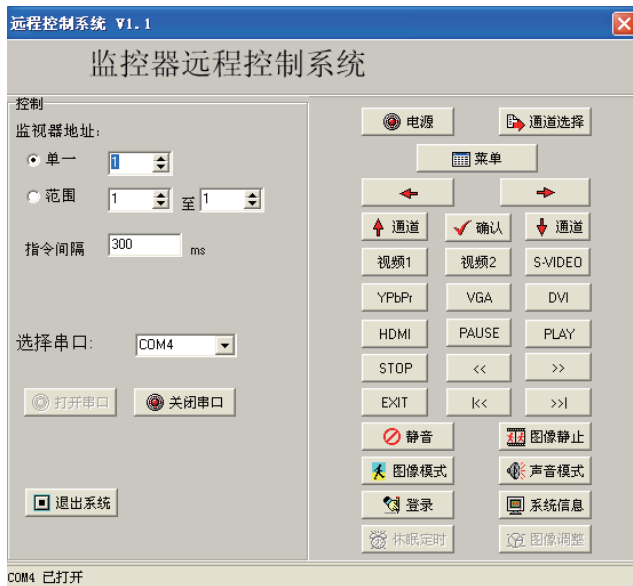 远程控制系统 V1.1
监控器远程控制系统
控制
监视器地址:
单一 1
范围 1 至 1
指令间隔 300 ms
选择串口: COM4
打开串口 关闭串口
退出系统
电源 通道选择
菜单
通道 确认 通道
视频1 视频2 S-VIDEO
YPbPr VGA DVI
HDMI PAUSE PLAY
STOP << >>
EXIT |<< >>|
静音 图像静止
图像模式 声音模式
登录 系统信息
休眠定时 图像调整
COM4 已打开